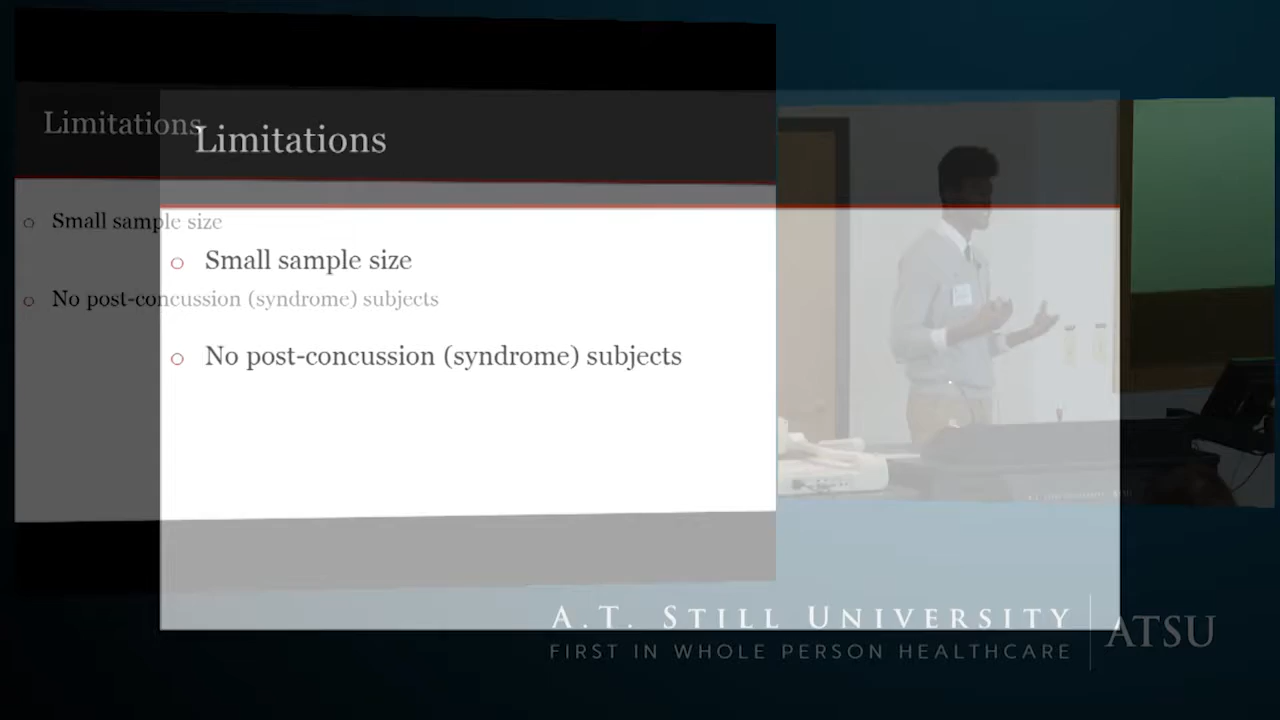 Limitations
Limitations
Small sample size
Small sample size
No post-concussion (syndrome) subjects
No post-concussion (syndrome) subjects
A.T. STILL UNIVERSITY
ATSU
FIRST IN WHOLE PERSON HEALTHCARE